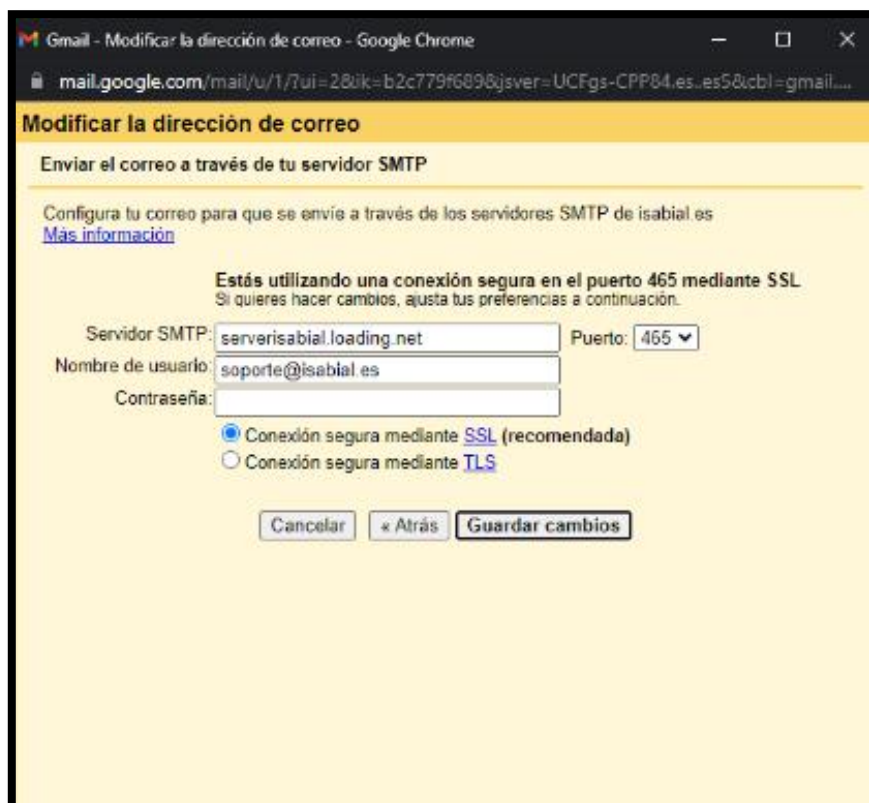 Gmail - Modificar la dirección de correo - Google Chrome
mail.google.com/mail/u/1/?ui=2&ik=b2c779f689&jsver=UCFgs-CPP84.es..es5&cbl=gmail....
Modificar la dirección de correo
Enviar el correo a través de tu servidor SMTP
Configura tu correo para que se envíe a través de los servidores SMTP de isabial.es
Más información
Estás utilizando una conexión segura en el puerto 465 mediante SSL
Si quieres hacer cambios, ajusta tus preferencias a continuación.
Servidor SMTP: serverisabial.loading.net Puerto: 465
Nombre de usuario: soporte@isabial.es
Contraseña:
Conexión segura mediante SSL (recomendada)
Conexión segura mediante TLS
Cancelar « Atrás Guardar cambios